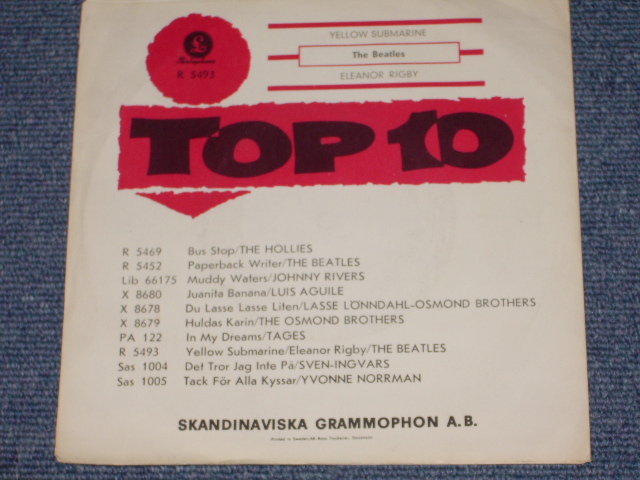 YELLOW SUBMARINE
Parlophone
The Beatles
R 5493
ELEANOR RIGBY
TOP 10
R 5469 Bus Stop/THE HOLLIES
R 5452 Paperback Writer/THE BEATLES
Lib 66175 Muddy Waters/JOHNNY RIVERS
X 8680 Juanita Banana/LUIS AGUILE
X 8678 Du Lasse Lasse Liten/LASSE LÖNNDAHL-OSMOND BROTHERS
X 8679 Huldas Karin/THE OSMOND BROTHERS
PA 122 In My Dreams/TAGES
R 5493 Yellow Submarine/Eleanor Rigby/THE BEATLES
Sas 1004 Det Tror Jag Inte På/SVEN-INGVARS
Sas 1005 Tack För Alla Kyssar/YVONNE NORRMAN
SKANDINAVISKA GRAMMOPHON A.B.
Printed in Sweden